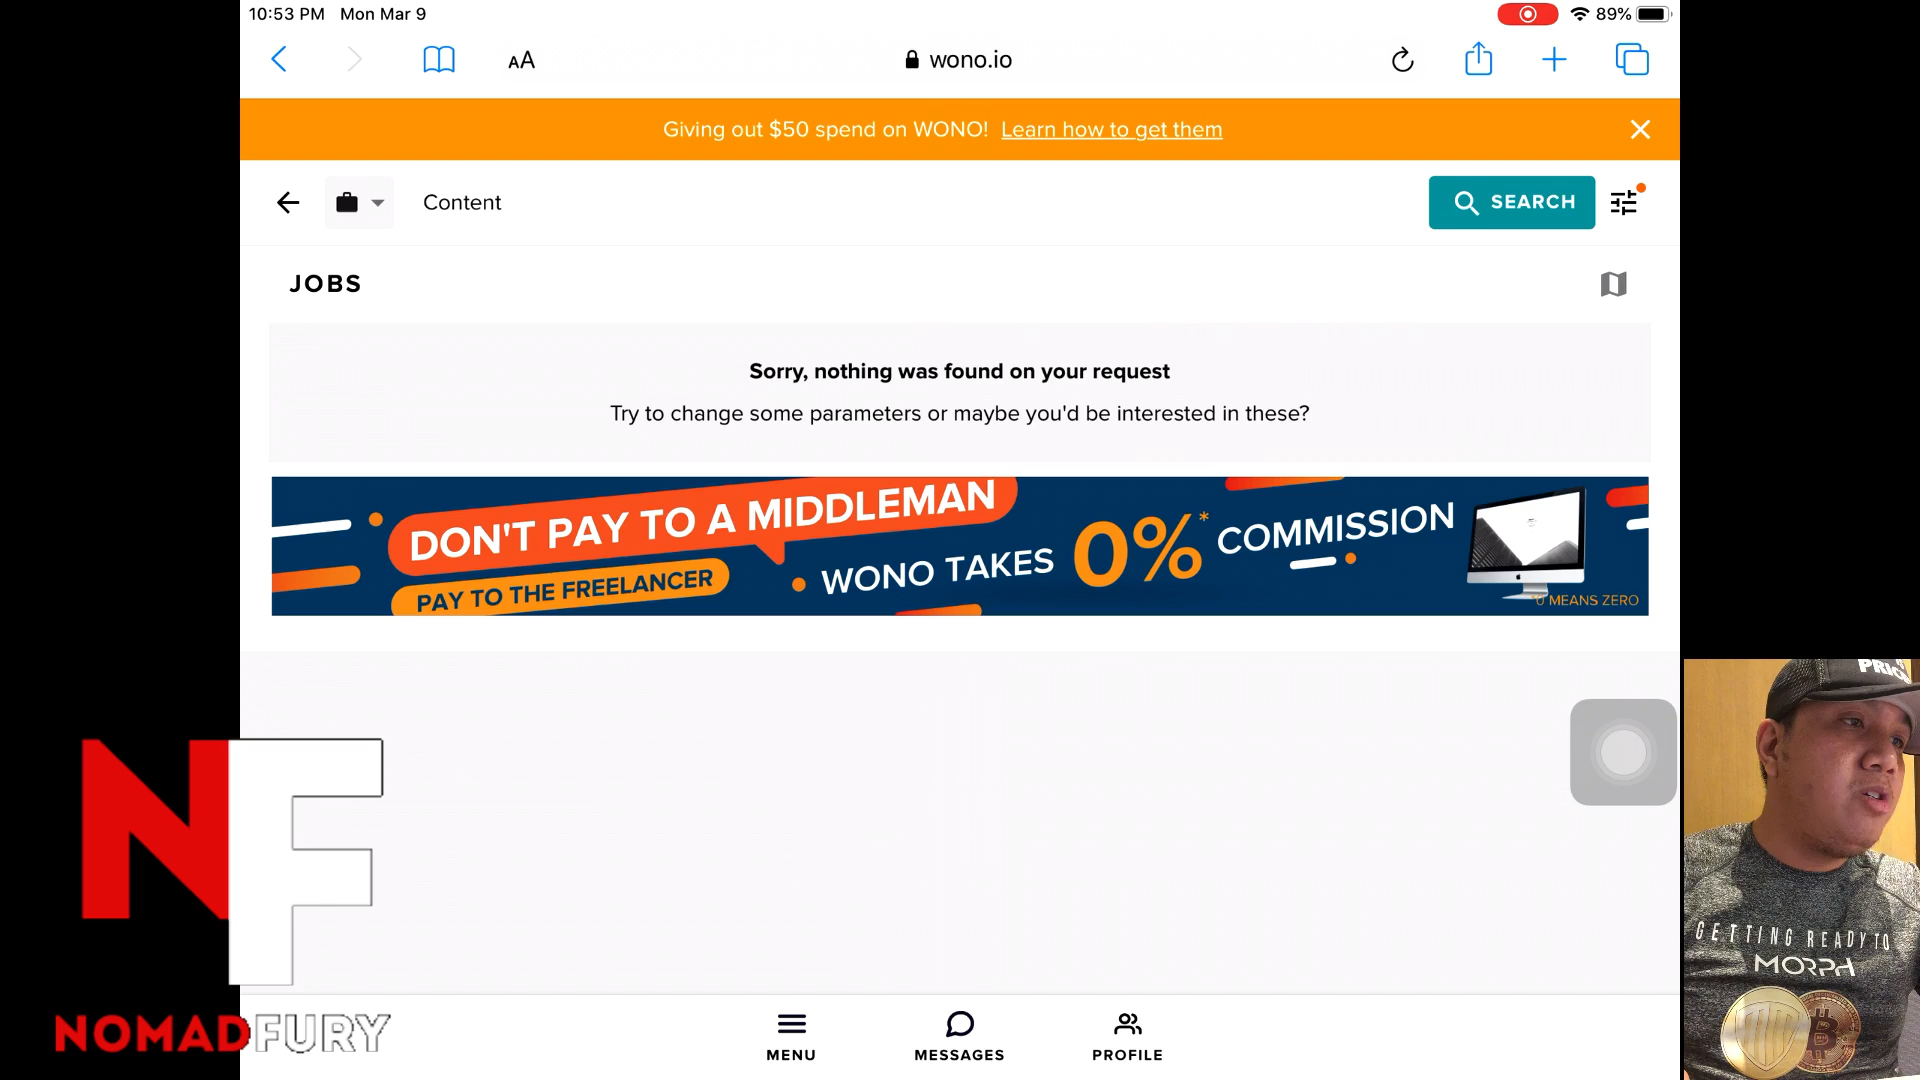 10:53 PM Mon Mar 9
89%
AA
wono.io
Giving out $50 spend on WONO! Learn how to get them
Content
SEARCH
JOBS
Sorry, nothing was found on your request
Try to change some parameters or maybe you'd be interested in these?
DON'T PAY TO A MIDDLEMAN
PAY TO THE FREELANCER
WONO TAKES 0%* COMMISSION
*0 MEANS ZERO
NF
NOMADFURY
MENU
MESSAGES
PROFILE
GETTING READY TO
MORPH